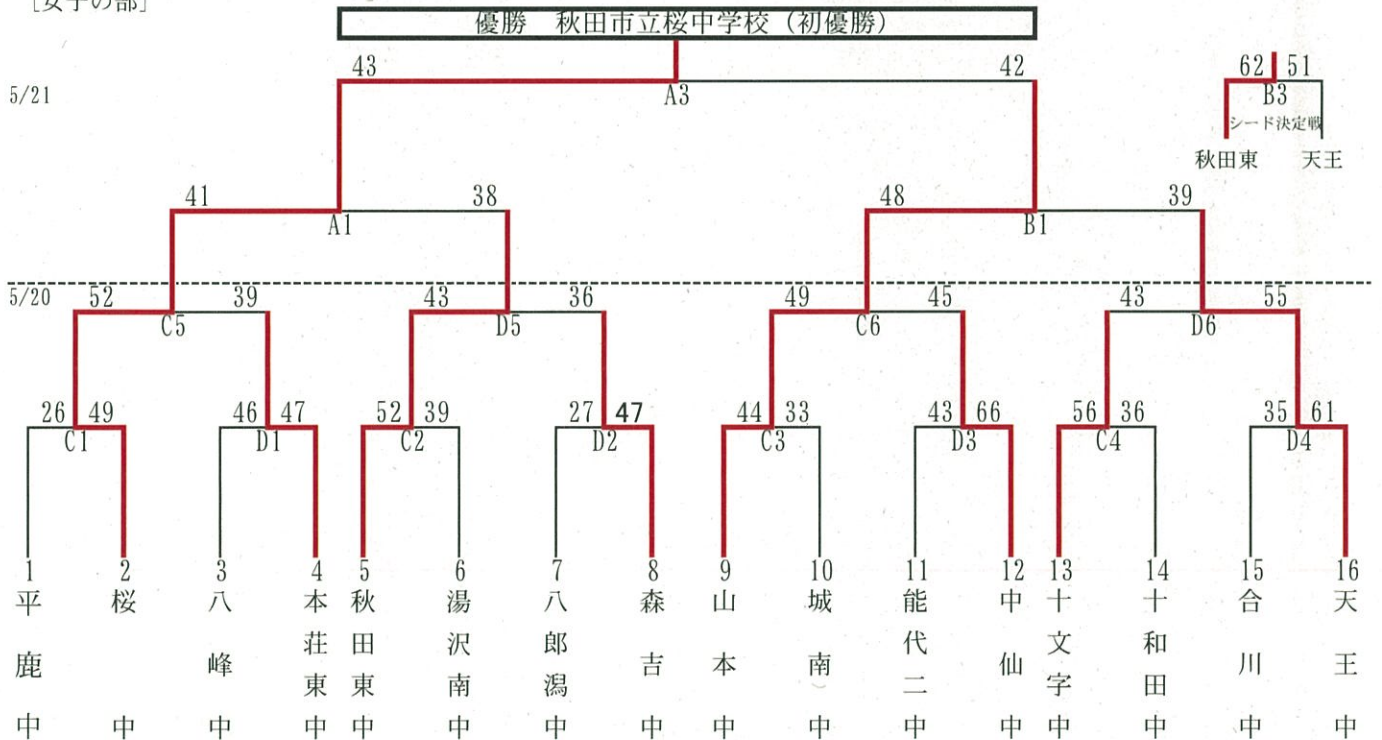 [女子の部]
優勝 秋田市立桜中学校（初優勝）
43 42
A3
5/21
62 51
B3
シード決定戦
秋田東 天王
41 38
A1
48 39
B1
5/20
52 39
C5
43 36
D5
49 45
C6
43 55
D6
26 49
C1
46 47
D1
52 39
C2
27 47
D2
44 33
C3
43 66
D3
56 36
C4
35 61
D4
1 平鹿中
2 桜中
3 八峰中
4 本荘東中
5 秋田東中
6 湯沢南中
7 八郎潟中
8 森吉中
9 山本中
10 城南中
11 能代二中
12 中仙中
13 十文字中
14 十和田中
15 合川中
16 天王中